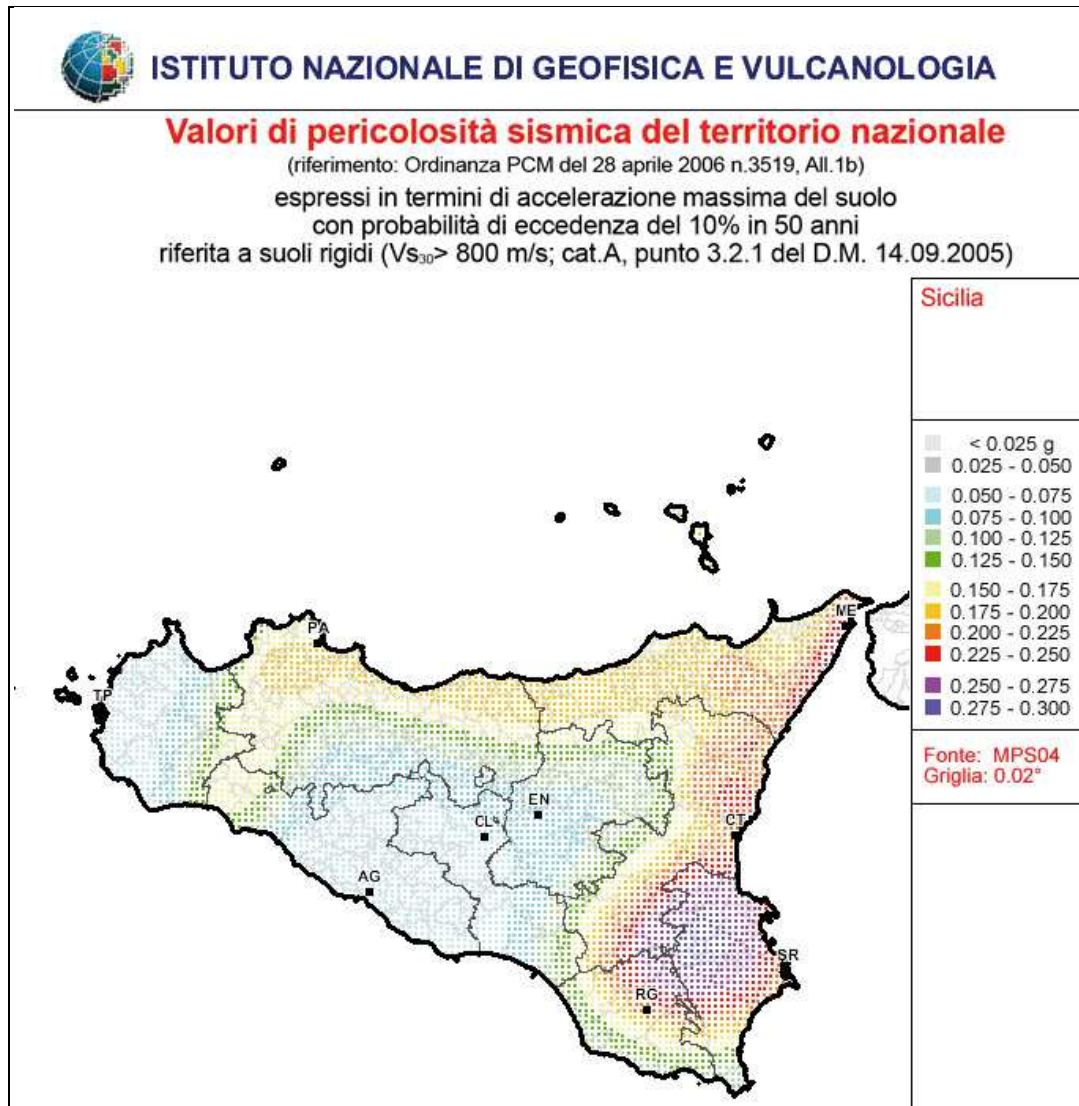 ISTITUTO NAZIONALE DI GEOFISICA E VULCANOLOGIA
Valori di pericolosità sismica del territorio nazionale
(riferimento: Ordinanza PCM del 28 aprile 2006 n.3519, All.1b)
espressi in termini di accelerazione massima del suolo
con probabilità di eccedenza del 10% in 50 anni
riferita a suoli rigidi (Vs30> 800 m/s; cat.A, punto 3.2.1 del D.M. 14.09.2005)
Sicilia
< 0.025 g
0.025 - 0.050
0.050 - 0.075
0.075 - 0.100
0.100 - 0.125
0.125 - 0.150
0.150 - 0.175
0.175 - 0.200
0.200 - 0.225
0.225 - 0.250
0.250 - 0.275
0.275 - 0.300
Fonte: MPS04
Griglia: 0.02°
ME
PA
TP
EN
CL
CT
AG
SR
RG